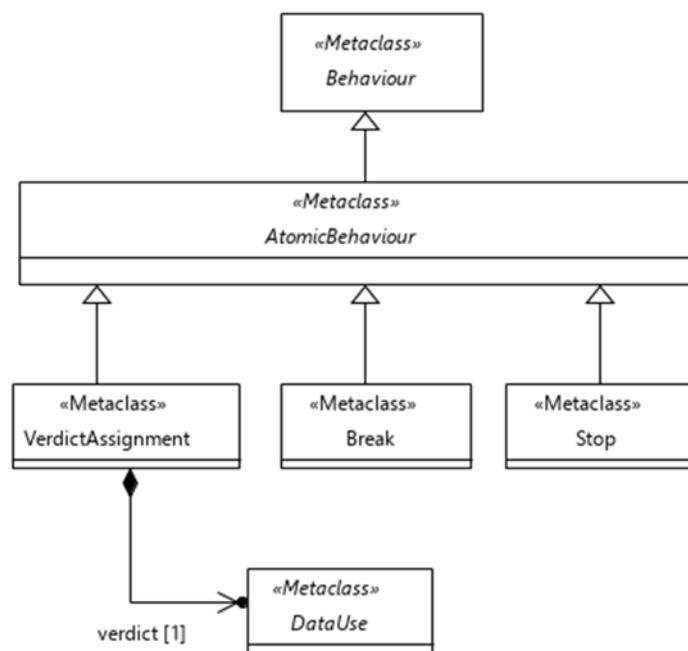 «Metaclass»
Behaviour
«Metaclass»
AtomicBehaviour
«Metaclass»
VerdictAssignment
«Metaclass»
Break
«Metaclass»
Stop
«Metaclass»
DataUse
verdict [1]